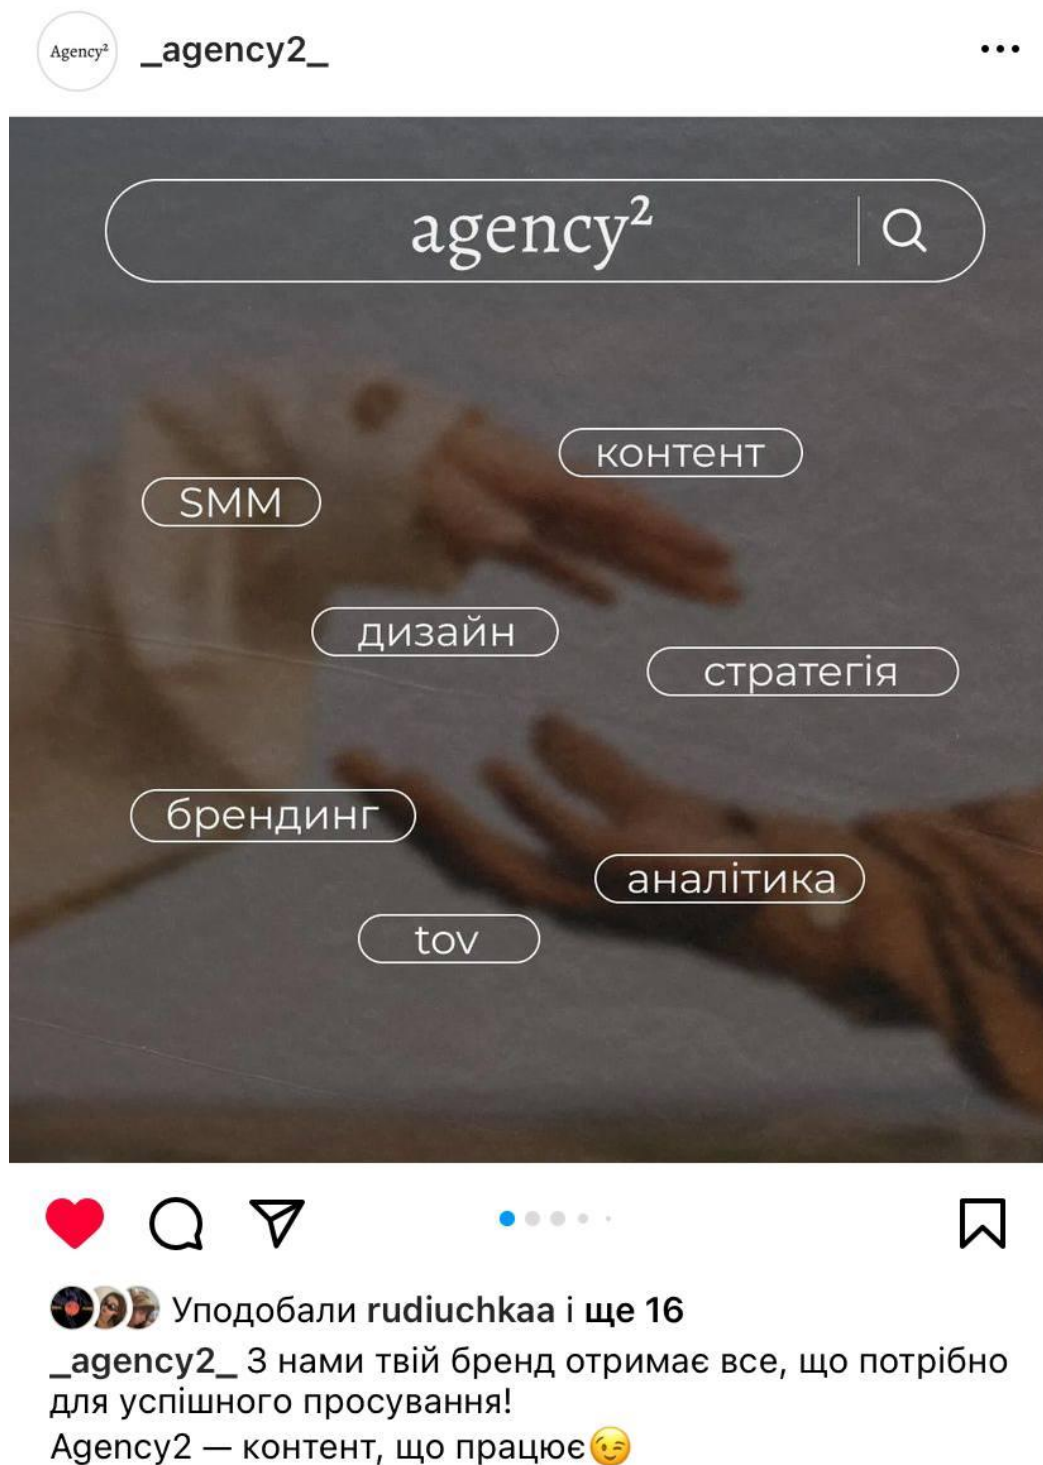 Agency²
_agency2_
agency²
контент
SMM
дизайн
стратегія
брендинг
аналітика
tov
Уподобали rudiuchkaa і ще 16
_agency2_ З нами твій бренд отримає все, що потрібно
для успішного просування!
Agency2 — контент, що працює😉